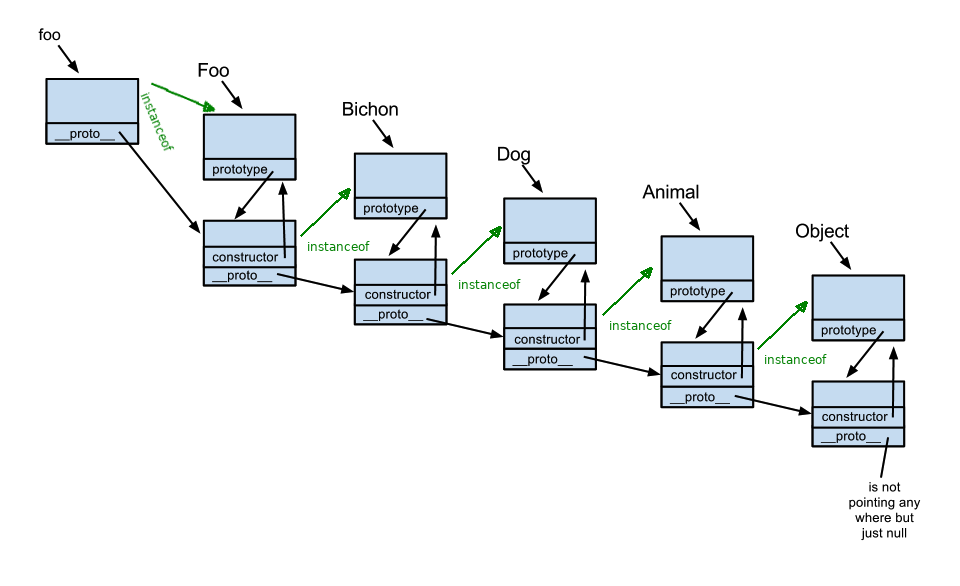 foo
__proto__
instanceof
Foo
prototype
constructor
__proto__
instanceof
Bichon
prototype
constructor
__proto__
instanceof
Dog
prototype
constructor
__proto__
instanceof
Animal
prototype
constructor
__proto__
instanceof
Object
prototype
constructor
__proto__
is not
pointing any
where but
just null